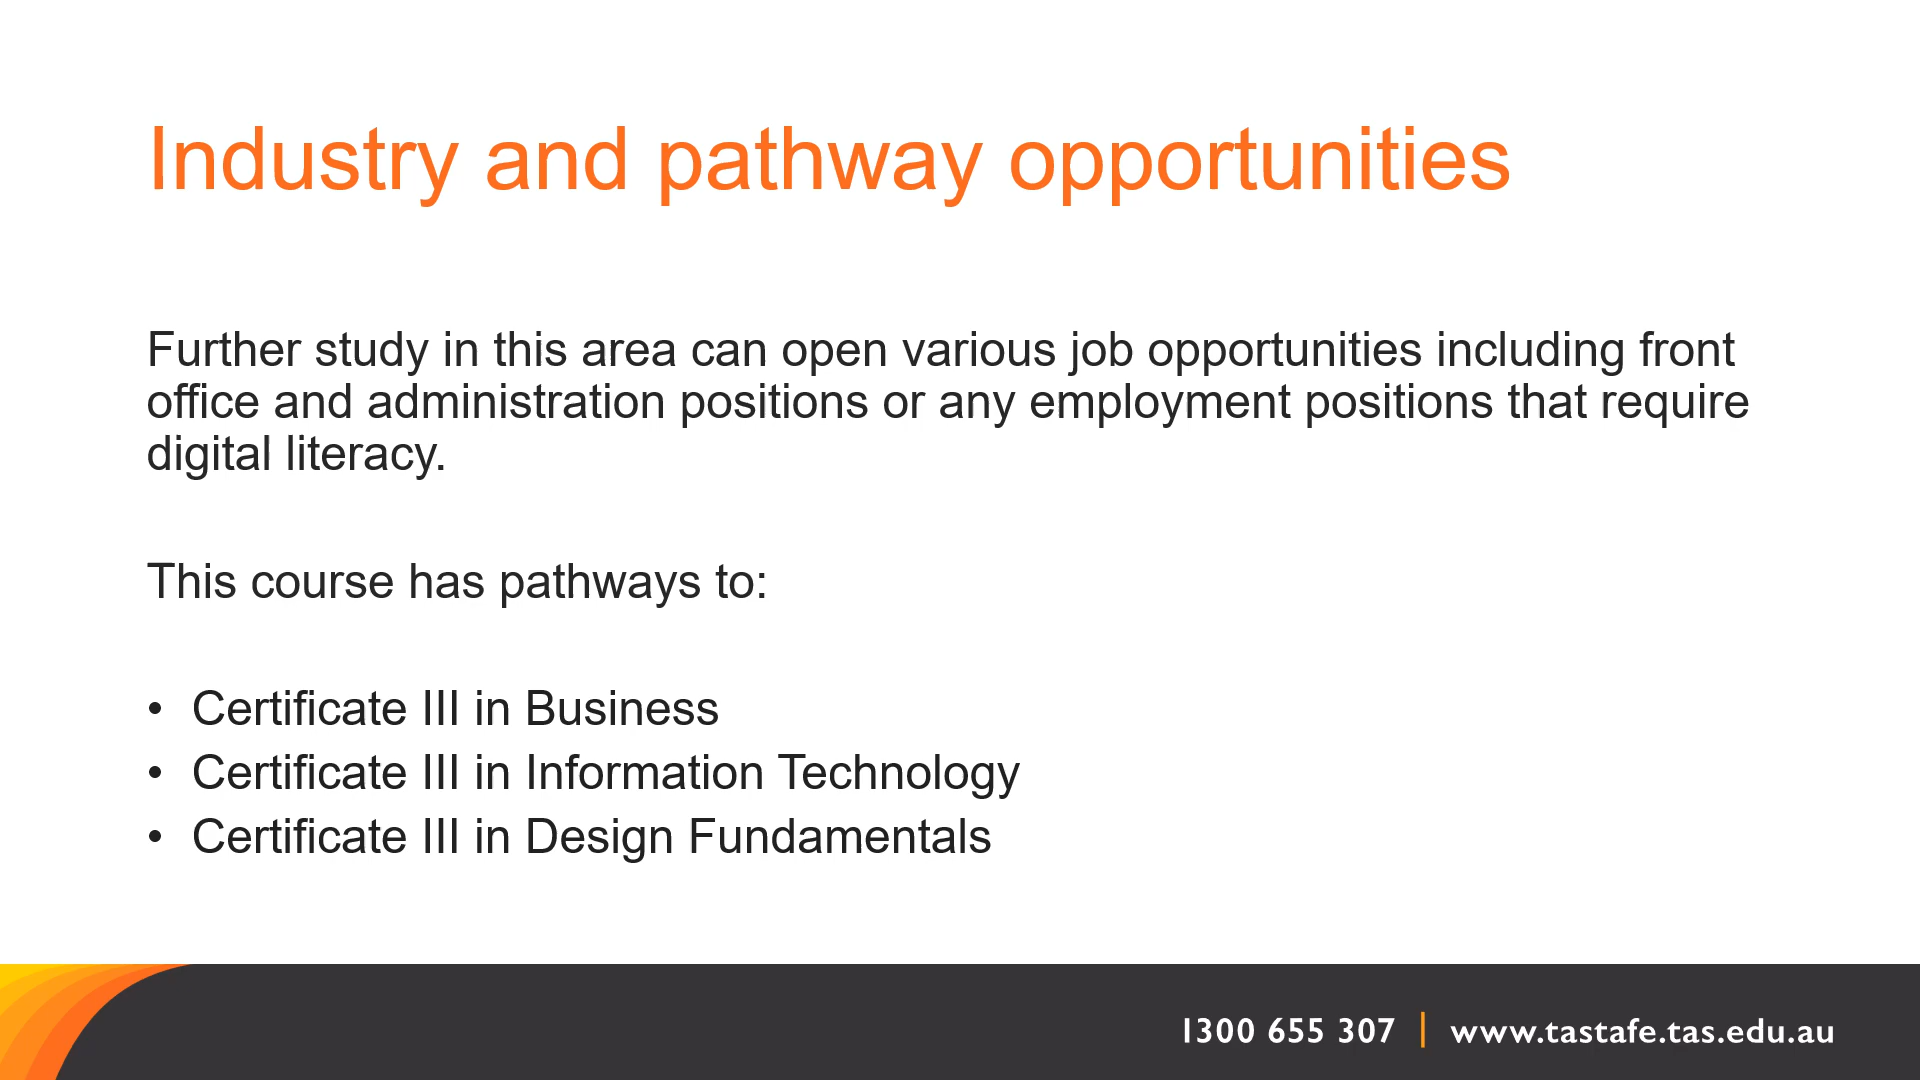 Industry and pathway opportunities
Further study in this area can open various job opportunities including front
office and administration positions or any employment positions that require
digital literacy.
This course has pathways to:
• Certificate III in Business
• Certificate III in Information Technology
• Certificate III in Design Fundamentals
1300 655 307 | www.tastafe.tas.edu.au